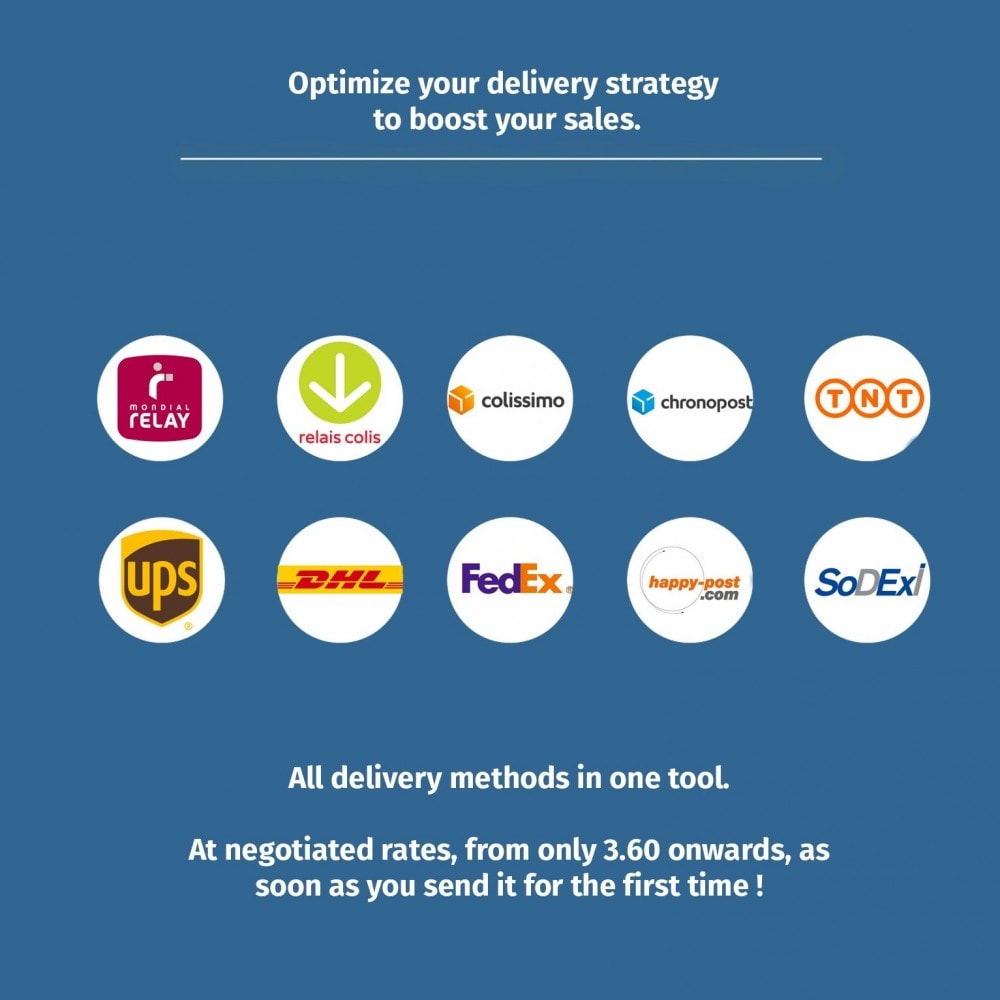 Optimize your delivery strategy
to boost your sales.
MONDIAL
RELAY
relais colis
colissimo
chronopost
TNT
ups
®
DHL
FedEx®
happy-post
.com
SoDExi
All delivery methods in one tool.
At negotiated rates, from only 3.60 onwards, as
soon as you send it for the first time !